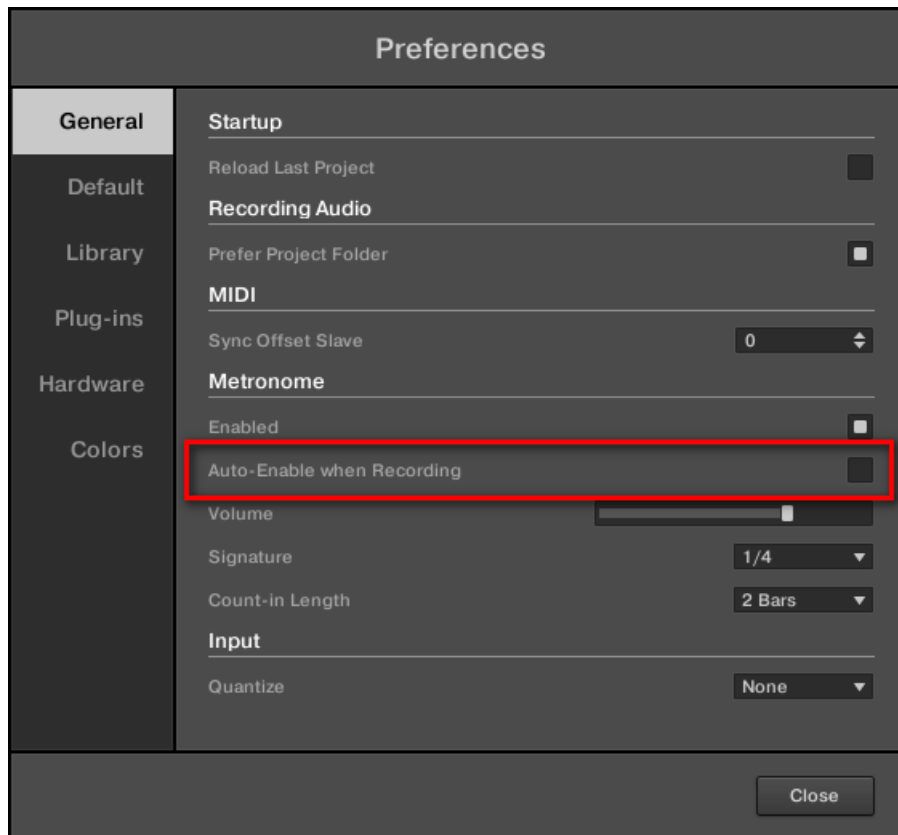 Preferences
General
Default
Library
Plug-ins
Hardware
Colors
Startup
Reload Last Project
Recording Audio
Prefer Project Folder
MIDI
Sync Offset Slave 0
Metronome
Enabled
Auto-Enable when Recording
Volume
Signature 1/4
Count-in Length 2 Bars
Input
Quantize None
Close